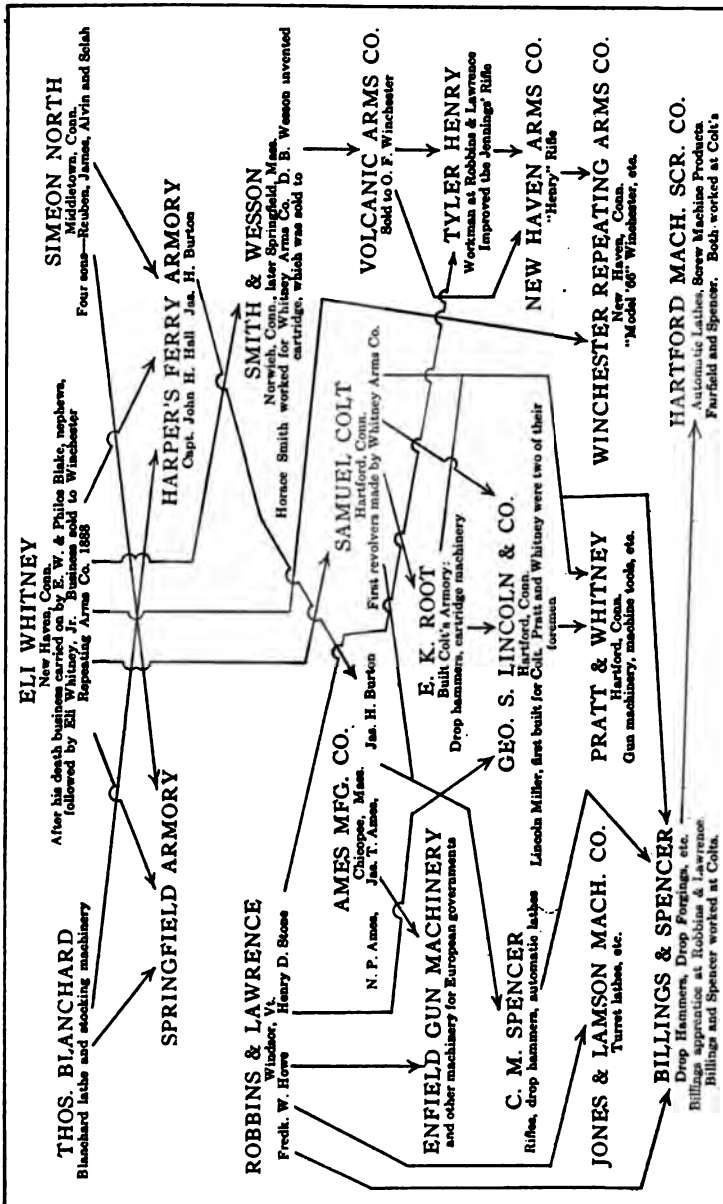 THOS. BLANCHARD
Blanchard lathe and stocking machinery
ELI WHITNEY
New Haven, Conn.
After his death business carried on by E. W. & Philos Blake, nephews,
followed by Eli Whitney, Jr. Business sold to Winchester
Repeating Arms Co. 1888
SIMEON NORTH
Middletown, Conn.
Four sons—Reuben, James, Alvin and Selah
SPRINGFIELD ARMORY
HARPER'S FERRY ARMORY
Capt. John H. Hall Jas. H. Burton
SMITH & WESSON
Norwich, Conn., later Springfield, Mass.
Horace Smith worked for Whitney Arms Co. D. B. Wesson invented
cartridge, which was sold to
ROBBINS & LAWRENCE
Windsor, Vt.
Fredk. W. Howe Henry D. Stone
AMES MFG. CO.
Chicopee, Mass.
N. P. Ames, Jas. T. Ames, Jas. H. Burton
SAMUEL COLT
Hartford, Conn.
First revolvers made by Whitney Arms Co.
VOLCANIC ARMS CO.
Sold to O. F. Winchester
ENFIELD GUN MACHINERY
and other machinery for European governments
E. K. ROOT
Built Colt's Armory;
Drop hammers, cartridge machinery
TYLER HENRY
Workman at Robbins & Lawrence
Improved the Jennings' Rifle
C. M. SPENCER
Rifles, drop hammers, automatic lathes
GEO. S. LINCOLN & CO.
Hartford, Conn.
Lincoln Miller, first built for Colt. Pratt and Whitney were two of their
foremen
NEW HAVEN ARMS CO.
"Henry" Rifle
JONES & LAMSON MACH. CO.
Turret lathes, etc.
PRATT & WHITNEY
Hartford, Conn.
Gun machinery, machine tools, etc.
WINCHESTER REPEATING ARMS CO.
New Haven, Conn.
"Model '66" Winchester, etc.
BILLINGS & SPENCER
Drop Hammers, Drop Forgings, etc.
Billings apprentice at Robbins & Lawrence.
Billings and Spencer worked at Colts.
HARTFORD MACH. SCR. CO.
Automatic Lathes, Screw Machine Products
Fairfield and Spencer. Both worked at Colt's